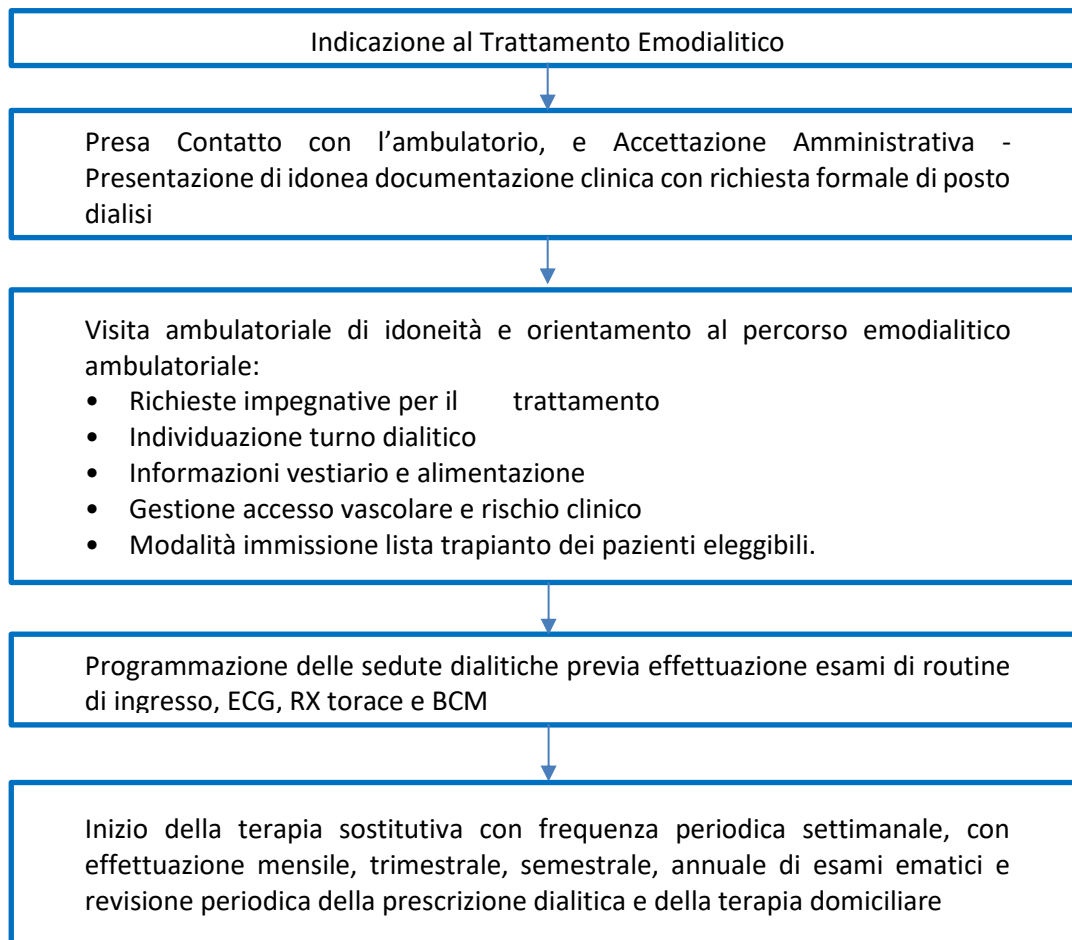 Indicazione al Trattamento Emodialitico
Presa Contatto con l’ambulatorio, e Accettazione Amministrativa -
Presentazione di idonea documentazione clinica con richiesta formale di posto
dialisi
Visita ambulatoriale di idoneità e orientamento al percorso emodialitico
ambulatoriale:
• Richieste impegnative per il trattamento
• Individuazione turno dialitico
• Informazioni vestiario e alimentazione
• Gestione accesso vascolare e rischio clinico
• Modalità immissione lista trapianto dei pazienti eleggibili.
Programmazione delle sedute dialitiche previa effettuazione esami di routine
di ingresso, ECG, RX torace e BCM
Inizio della terapia sostitutiva con frequenza periodica settimanale, con
effettuazione mensile, trimestrale, semestrale, annuale di esami ematici e
revisione periodica della prescrizione dialitica e della terapia domiciliare